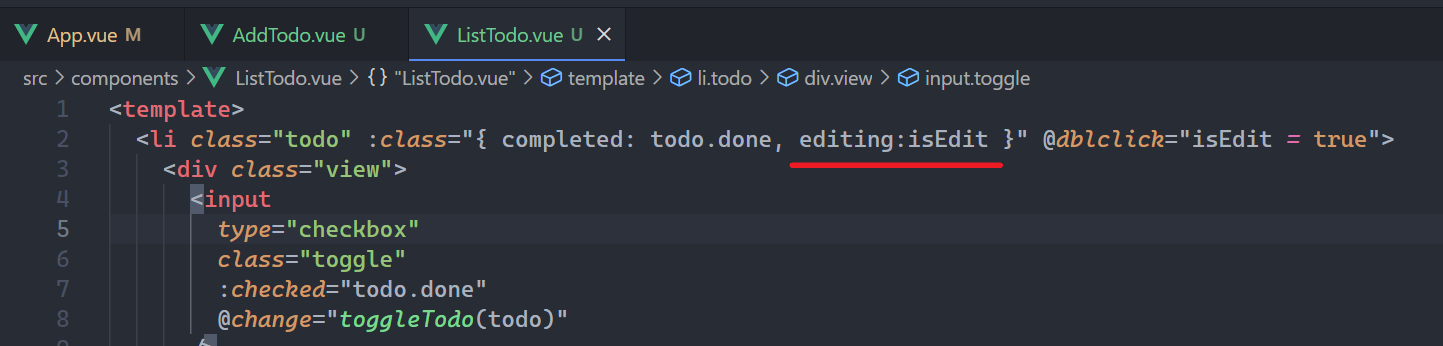 App.vue M AddTodo.vue U ListTodo.vue U
src > components > ListTodo.vue > {} "ListTodo.vue" > template > li.todo > div.view > input.toggle
1 <template>
2 <li class="todo" :class="{ completed: todo.done, editing:isEdit }" @dblclick="isEdit = true">
3 <div class="view">
4 <input
5 type="checkbox"
6 class="toggle"
7 :checked="todo.done"
8 @change="toggleTodo(todo)"